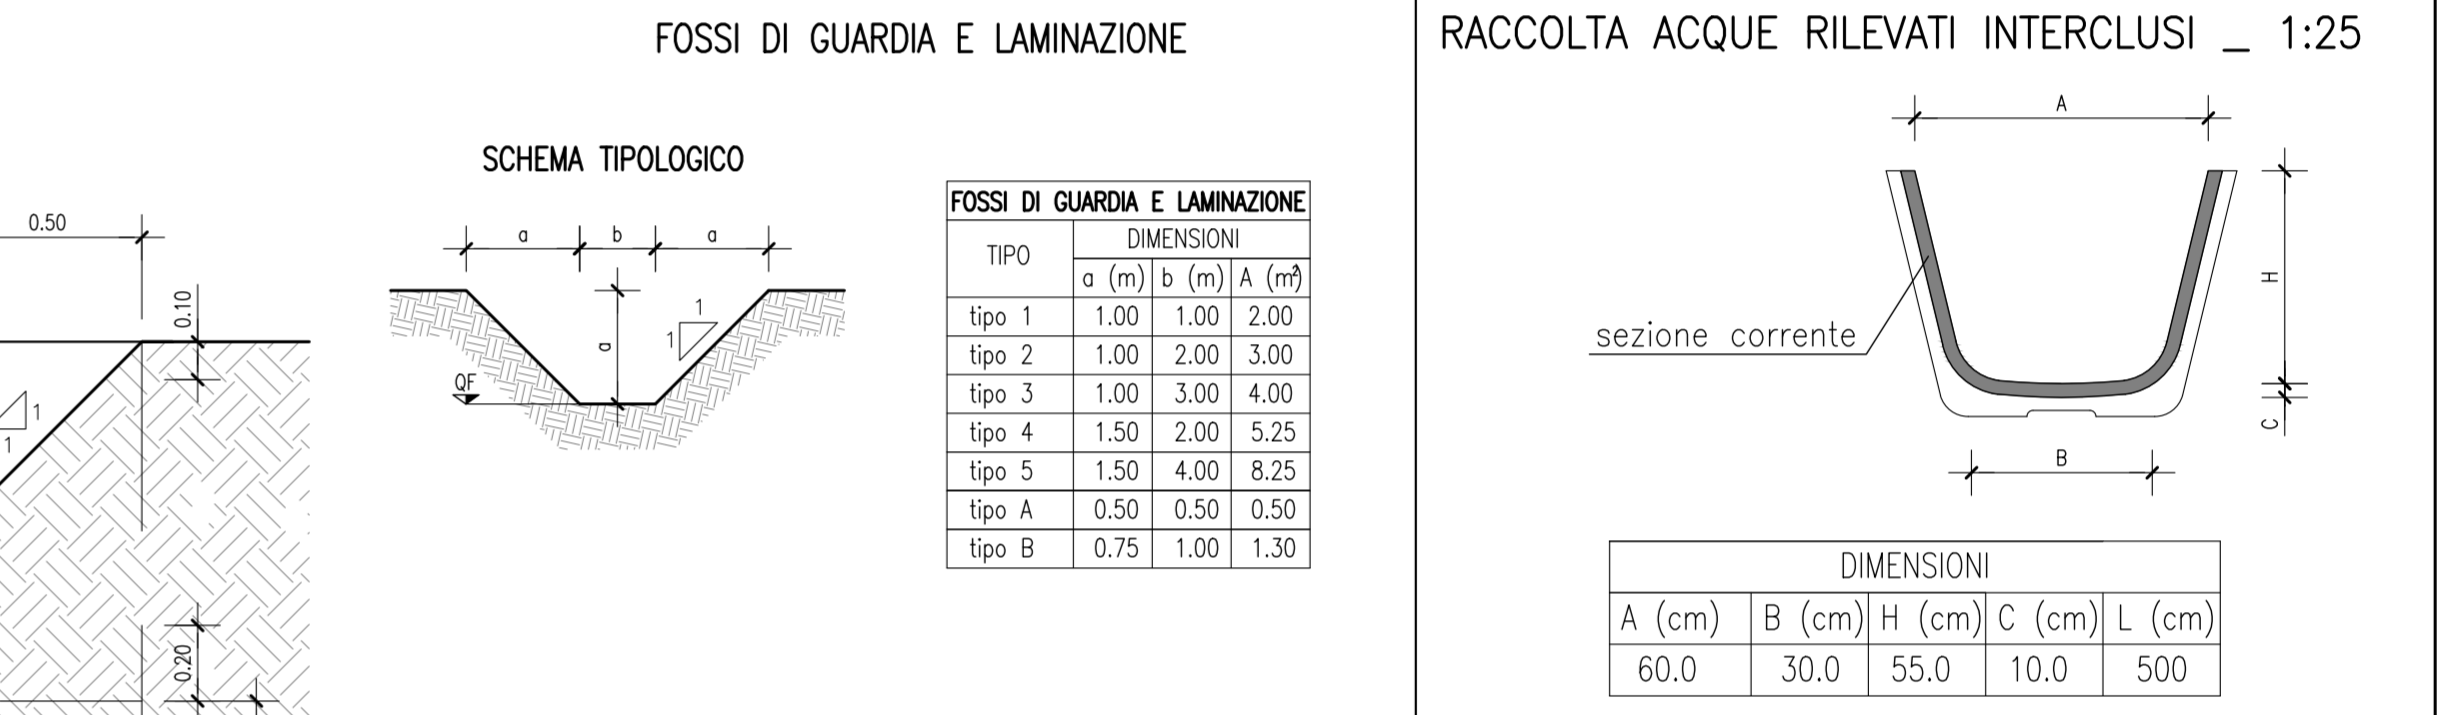 FOSSI DI GUARDIA E LAMINAZIONE
SCHEMA TIPOLOGICO
0.50
0.10
1
1
0.20
a b a
a
1
1
QF
FOSSI DI GUARDIA E LAMINAZIONE
TIPO DIMENSIONI
a (m) b (m) A (m²)
tipo 1 1.00 1.00 2.00
tipo 2 1.00 2.00 3.00
tipo 3 1.00 3.00 4.00
tipo 4 1.50 2.00 5.25
tipo 5 1.50 4.00 8.25
tipo A 0.50 0.50 0.50
tipo B 0.75 1.00 1.30
RACCOLTA ACQUE RILEVATI INTERCLUSI _ 1:25
A
H
sezione corrente
C
B
DIMENSIONI
A (cm) B (cm) H (cm) C (cm) L (cm)
60.0 30.0 55.0 10.0 500